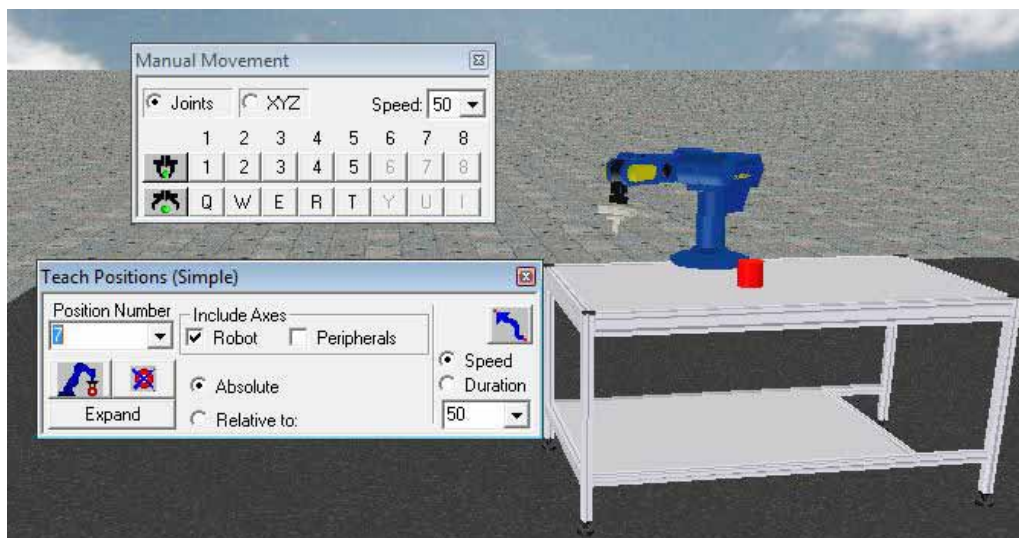 Manual Movement
Joints XYZ Speed: 50
1 2 3 4 5 6 7 8
1 2 3 4 5 6 7 8
Q W E R T Y U I
Teach Positions (Simple)
Position Number Include Axes
7 Robot Peripherals
Speed
Absolute Duration
Expand Relative to: 50